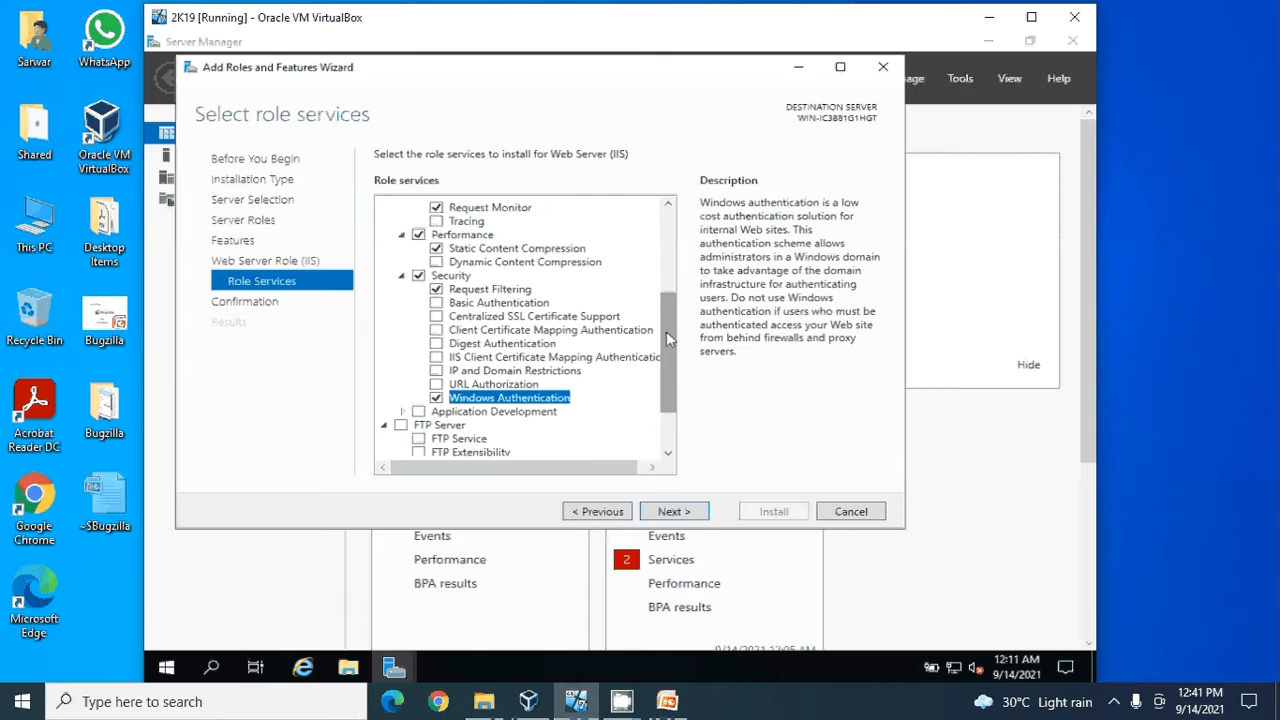 Sarwar
WhatsApp
Shared
Oracle VM
VirtualBox
This PC
Desktop
Items
Recycle Bin
Bugzilla
Acrobat
Reader DC
Bugzilla
Google
Chrome
~$Bugzilla
Microsoft
Edge
2K19 [Running] - Oracle VM VirtualBox
Server Manager
Tools
View
Help
Add Roles and Features Wizard
Select role services
DESTINATION SERVER
WIN-IC3881G1HGT
Before You Begin
Installation Type
Server Selection
Server Roles
Features
Web Server Role (IIS)
Role Services
Confirmation
Results
Select the role services to install for Web Server (IIS)
Role services
Request Monitor
Tracing
Performance
Static Content Compression
Dynamic Content Compression
Security
Request Filtering
Basic Authentication
Centralized SSL Certificate Support
Client Certificate Mapping Authentication
Digest Authentication
IIS Client Certificate Mapping Authenticatio
IP and Domain Restrictions
URL Authorization
Windows Authentication
Application Development
FTP Server
FTP Service
FTP Extensibility
Description
Windows authentication is a low
cost authentication solution for
internal Web sites. This
authentication scheme allows
administrators in a Windows domain
to take advantage of the domain
infrastructure for authenticating
users. Do not use Windows
authentication if users who must be
authenticated access your Web site
from behind firewalls and proxy
servers.
Hide
< Previous
Next >
Install
Cancel
Events
Performance
BPA results
Events
2 Services
Performance
BPA results
9/14/2021 12:05 AM
12:11 AM
9/14/2021
Type here to search
30°C Light rain
12:41 PM
9/14/2021